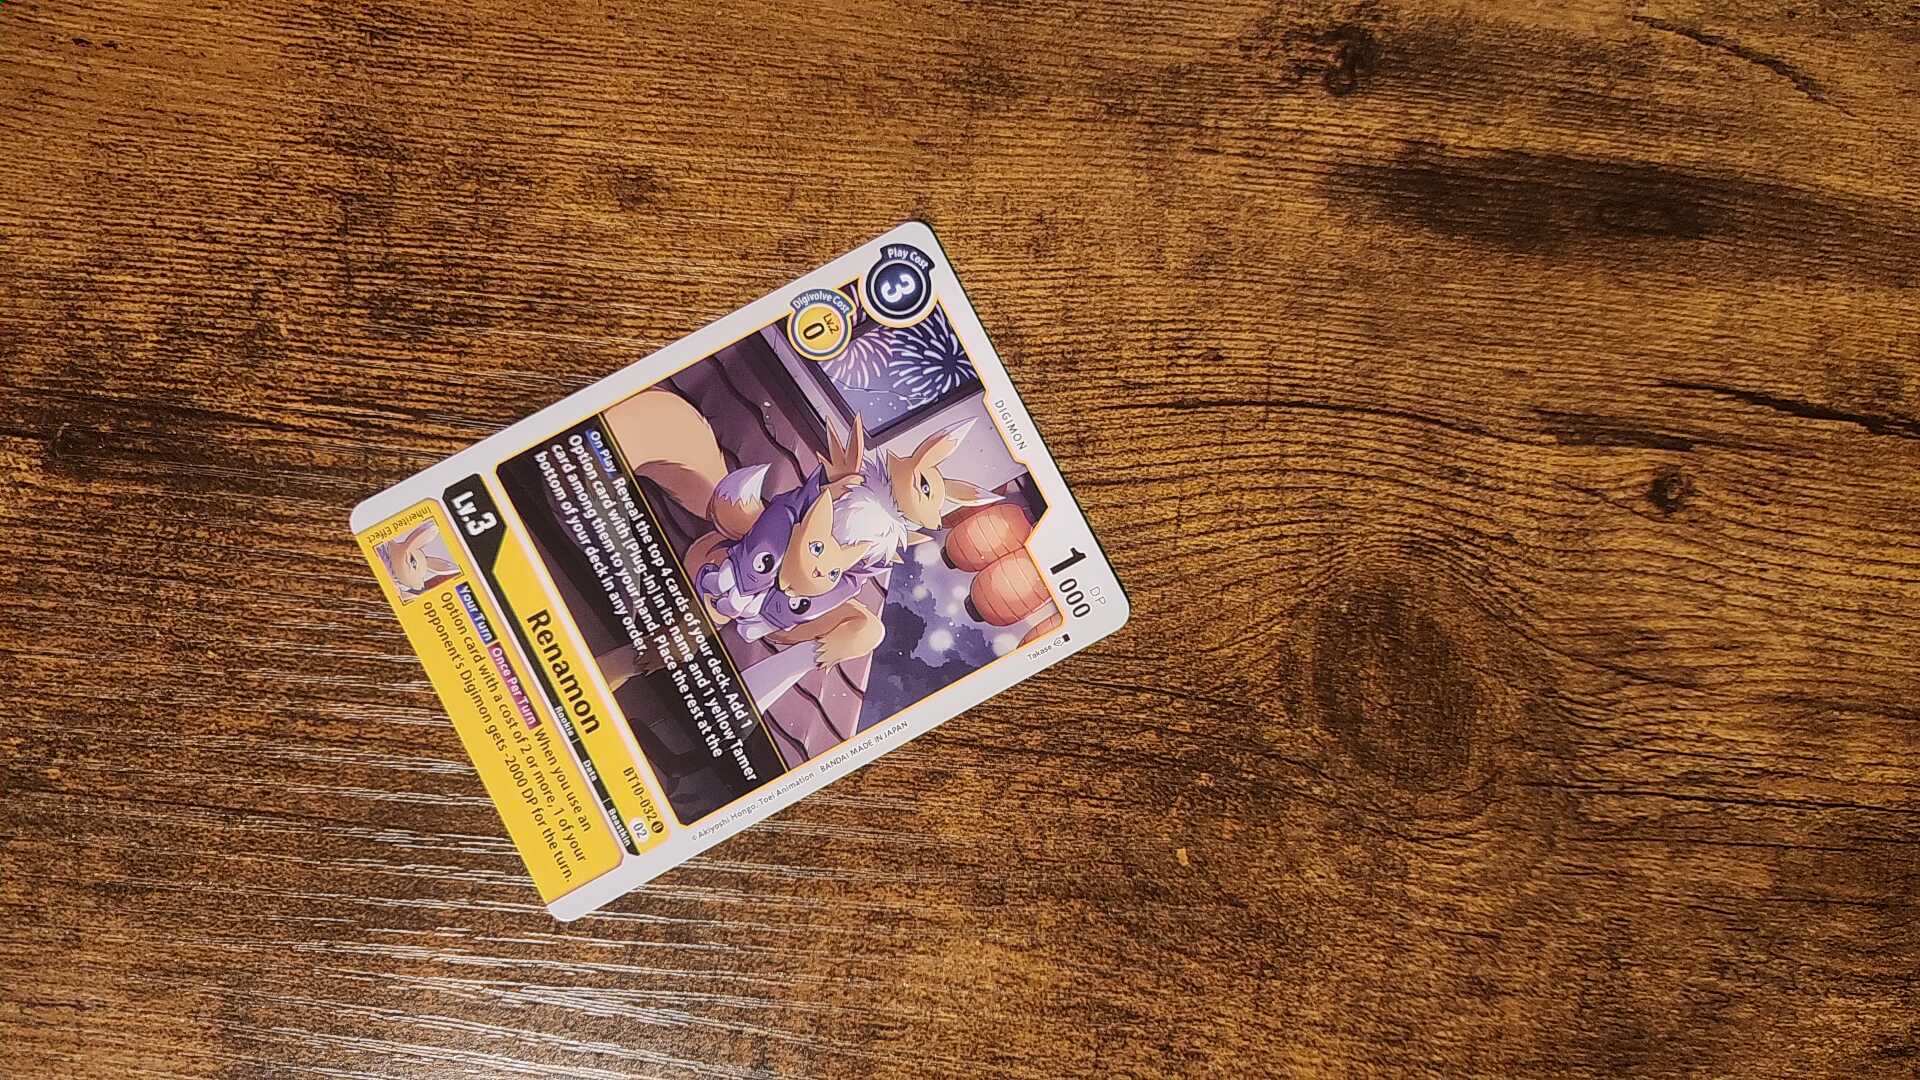 Play Cost
3
Digivolve Cost
Lv.2
0
DIGIMON
DP
1000
Takase
On Play Reveal the top 4 cards of your deck. Add 1
Option card with [Plug-In] in its name and 1 yellow Tamer
card among them to your hand. Place the rest at the
bottom of your deck in any order.
© Akiyoshi Hongo, Toei Animation BANDAI MADE IN JAPAN
Lv.3
Renamon
BT10-032 U
02
Rookie | Data | Beastkin
Inherited Effect
Your Turn Once Per Turn When you use an
Option card with a cost of 2 or more, 1 of your
opponent's Digimon gets -2000 DP for the turn.